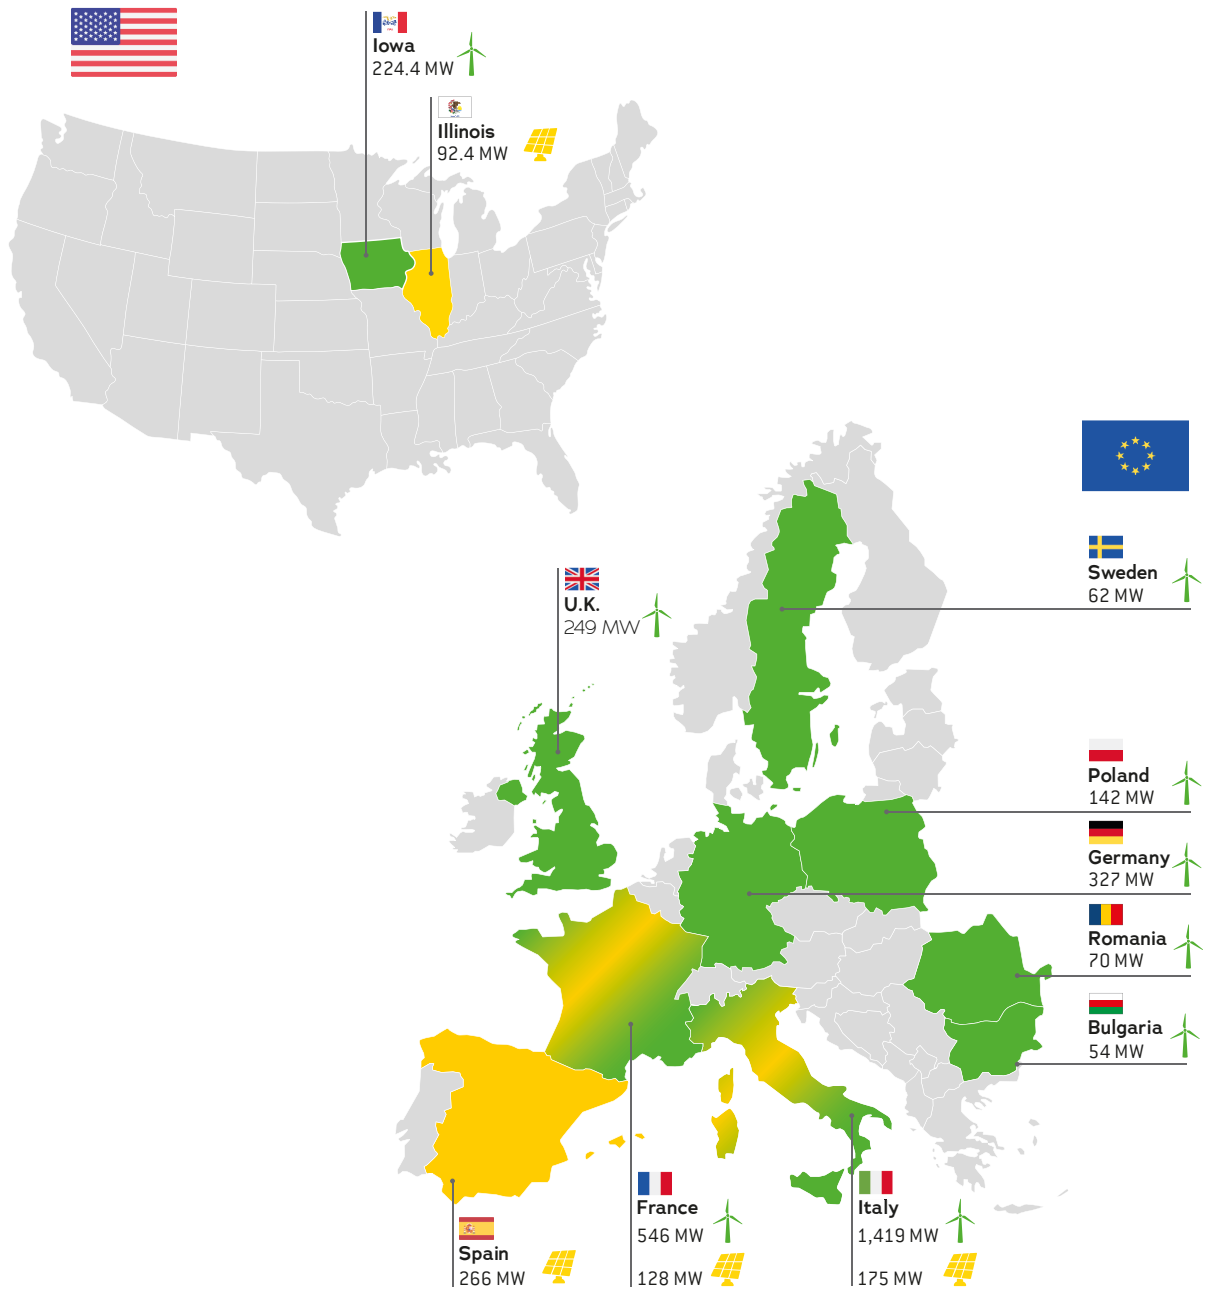 Iowa
224.4 MW
Illinois
92.4 MW
Sweden
62 MW
U.K.
249 MW
Poland
142 MW
Germany
327 MW
Romania
70 MW
Bulgaria
54 MW
France
546 MW
128 MW
Italy
1,419 MW
175 MW
Spain
266 MW